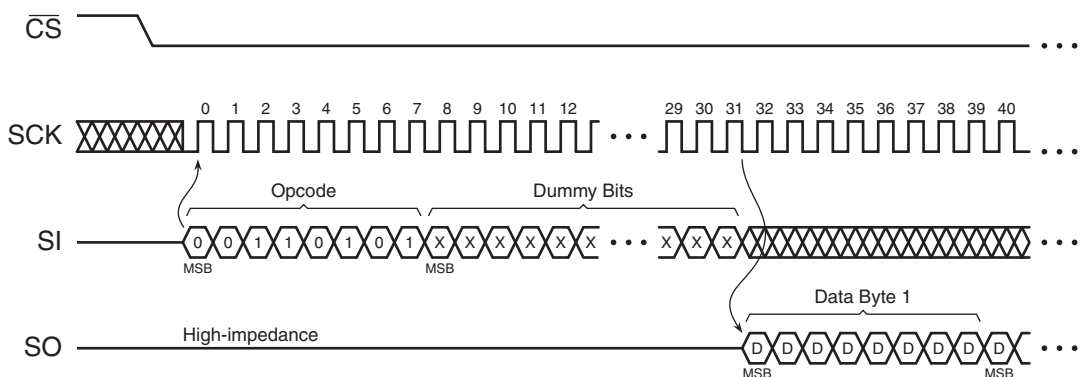 CS
0 1 2 3 4 5 6 7 8 9 10 11 12 29 30 31 32 33 34 35 36 37 38 39 40
SCK
Opcode Dummy Bits
SI 0 0 1 1 0 1 0 1 X X X X X X X X X
MSB MSB
Data Byte 1
High-impedance
SO D D D D D D D D D
MSB MSB